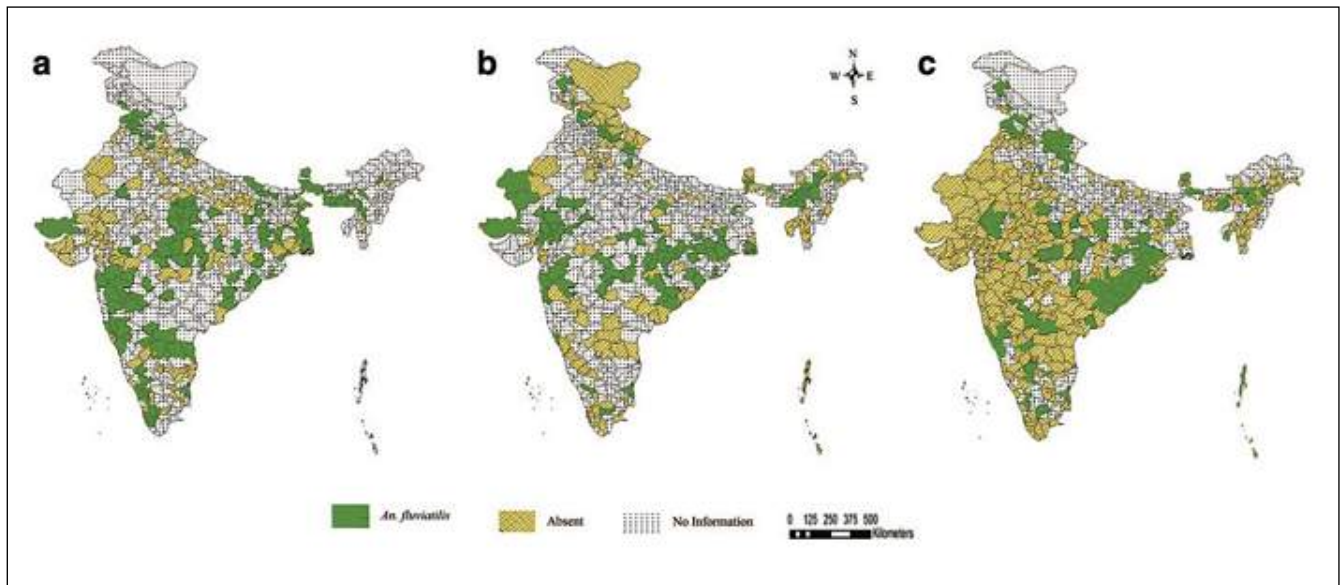 a
b
c
N
W E
S
An. fluviatilis
Absent
No Information
0 125 250 375 500
Kilometers